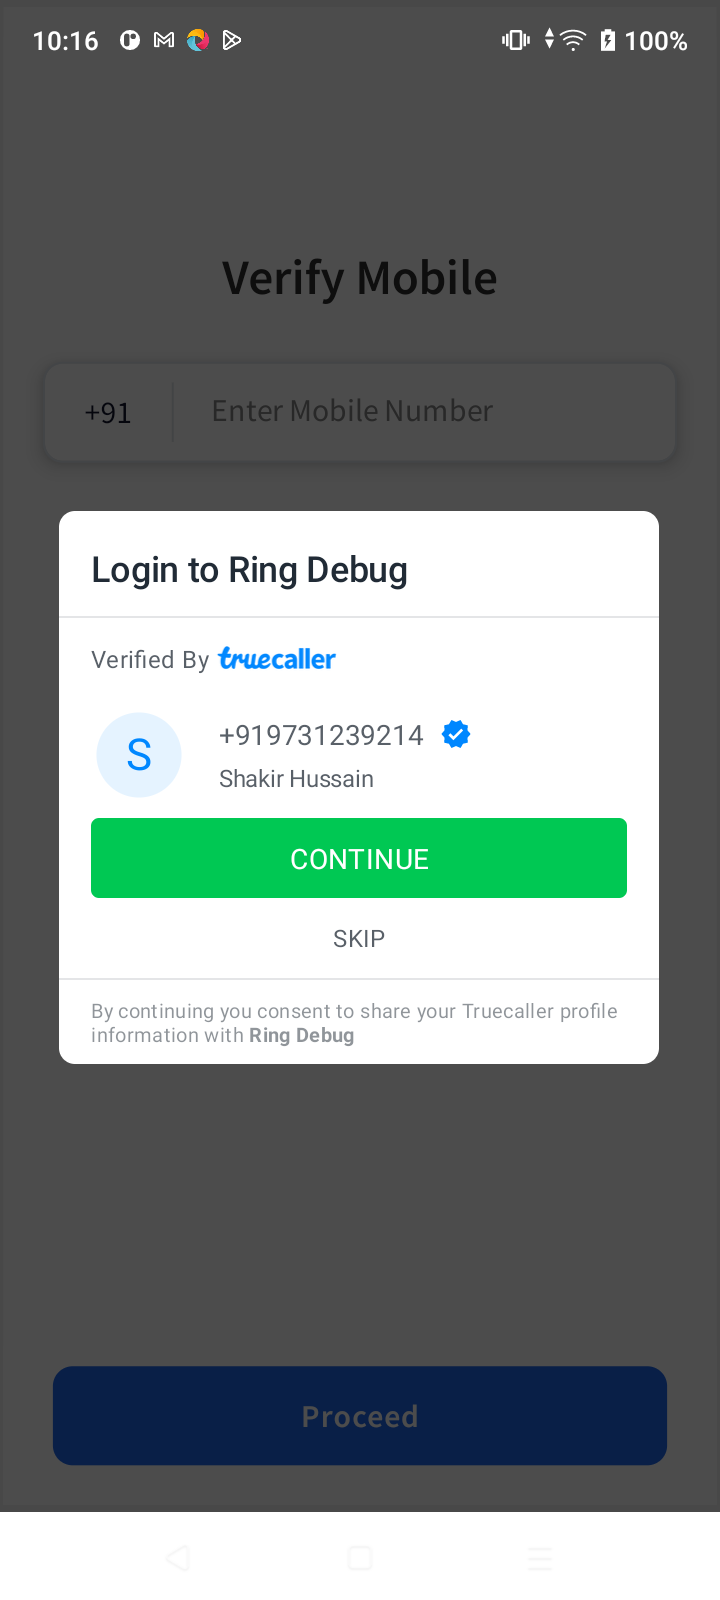 10:16 100%
Verify Mobile
+91 Enter Mobile Number
Login to Ring Debug
Verified By truecaller
S
+919731239214
Shakir Hussain
CONTINUE
SKIP
By continuing you consent to share your Truecaller profile
information with Ring Debug
Proceed